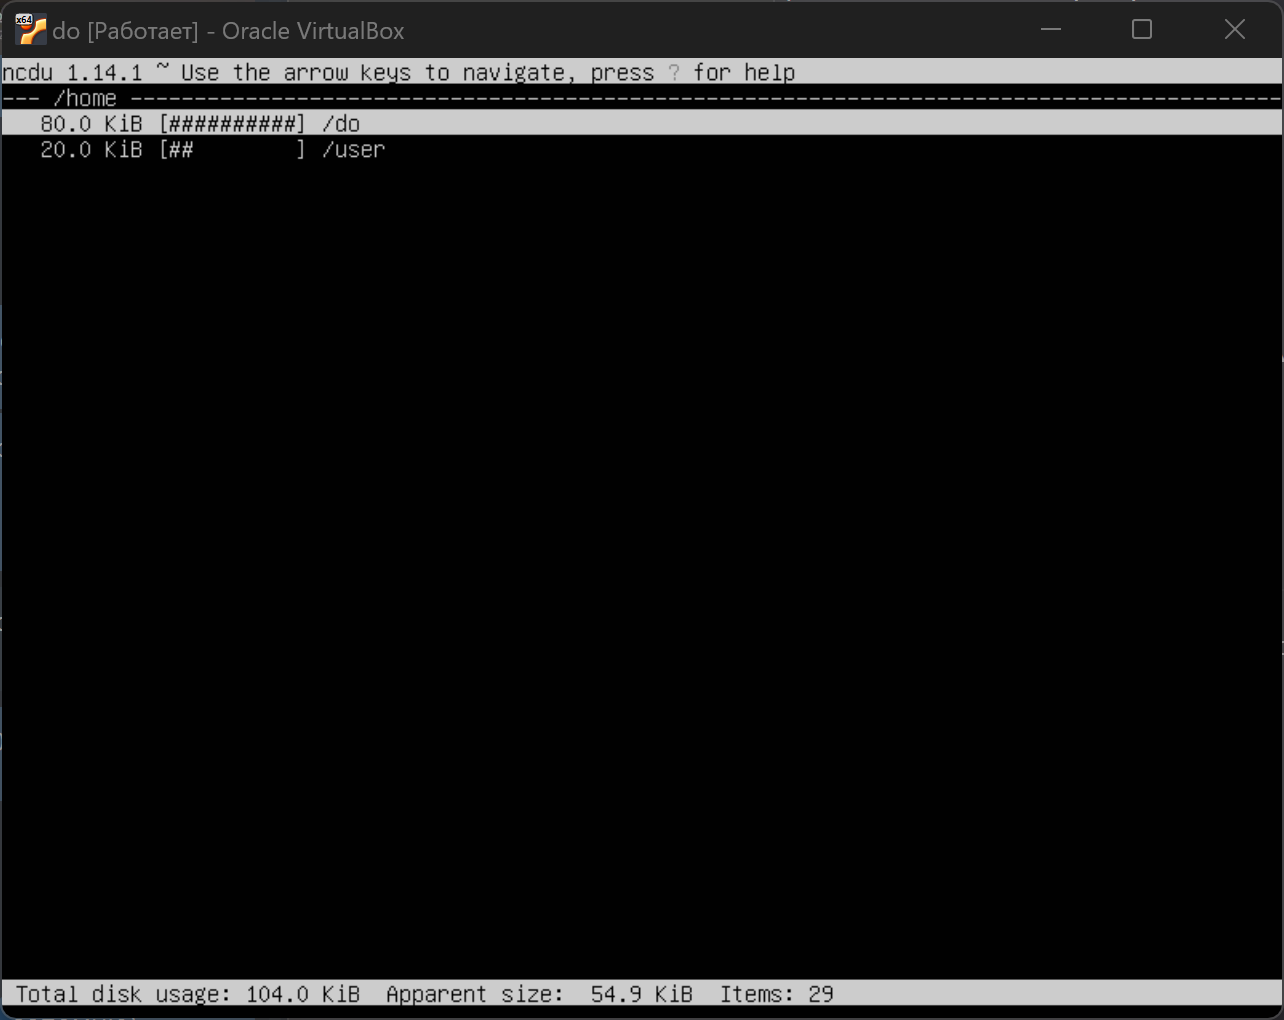 x64 do [Работает] - Oracle VirtualBox
ncdu 1.14.1 ~ Use the arrow keys to navigate, press ? for help
--- /home ------------------------------------------------------------------------------------------
80.0 KiB [##########] /do
20.0 KiB [##        ] /user
Total disk usage: 104.0 KiB  Apparent size:  54.9 KiB  Items: 29